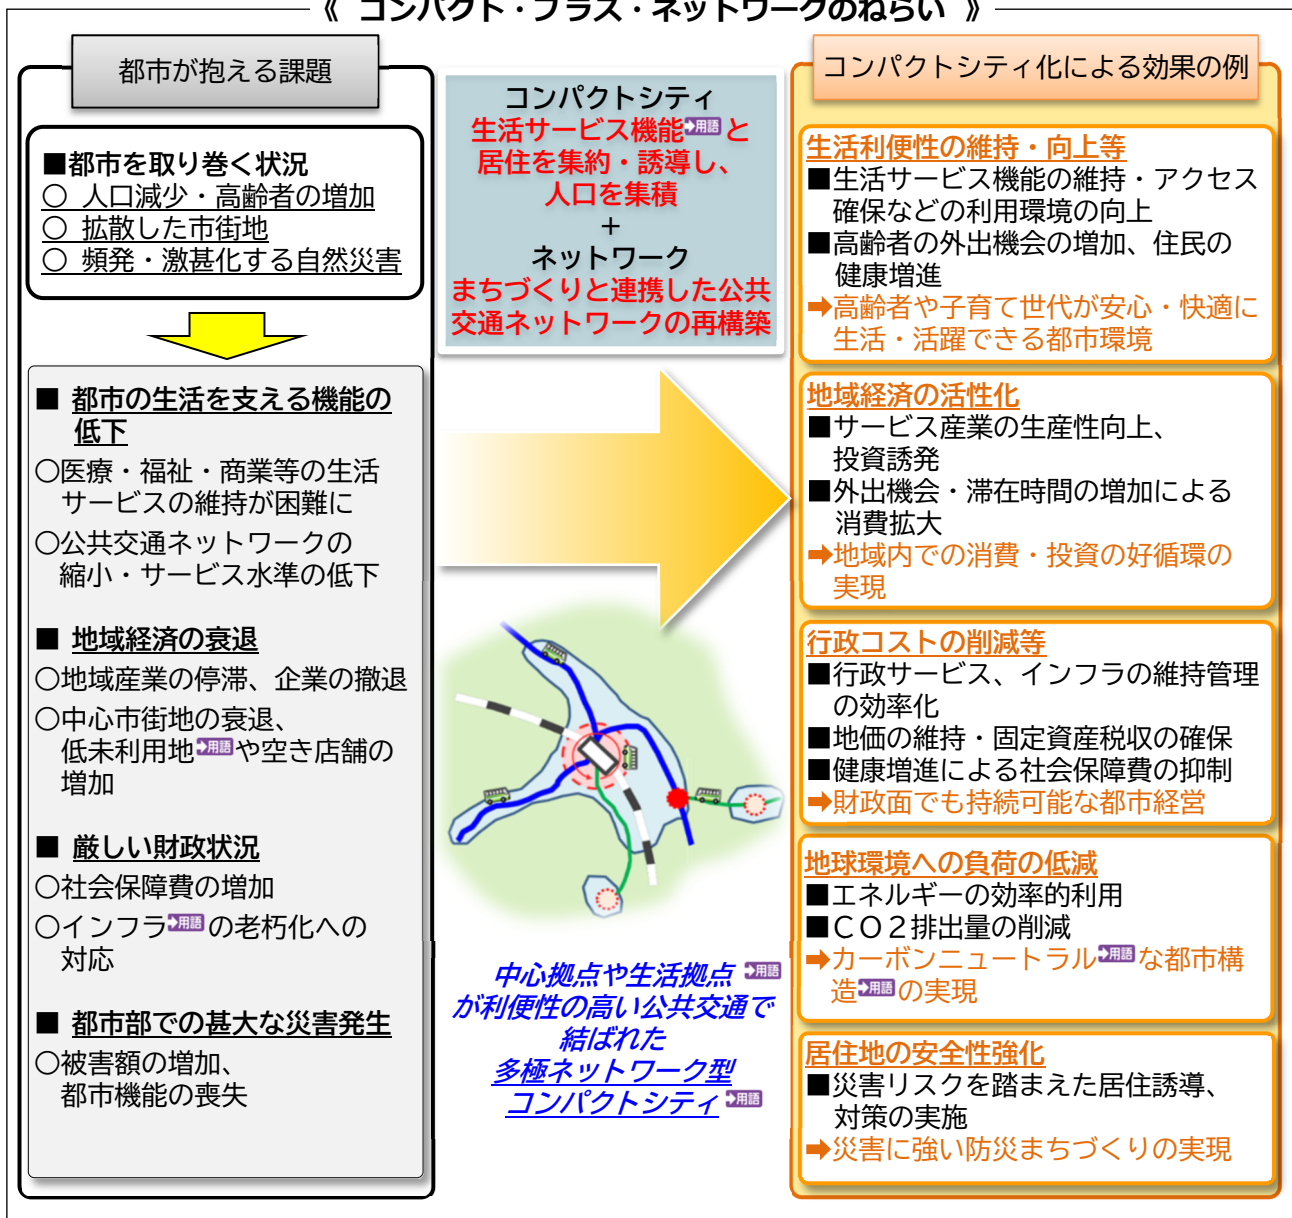 《 コンパクト・プラス・ネットワークのねらい 》
都市が抱える課題
■都市を取り巻く状況
○ 人口減少・高齢者の増加
○ 拡散した市街地
○ 頻発・激甚化する自然災害
■ 都市の生活を支える機能の
低下
○医療・福祉・商業等の生活
サービスの維持が困難に
○公共交通ネットワークの
縮小・サービス水準の低下
■ 地域経済の衰退
○地域産業の停滞、企業の撤退
○中心市街地の衰退、
低未利用地➔用語や空き店舗の
増加
■ 厳しい財政状況
○社会保障費の増加
○インフラ➔用語の老朽化への
対応
■ 都市部での甚大な災害発生
○被害額の増加、
都市機能の喪失
コンパクトシティ
生活サービス機能➔用語と
居住を集約・誘導し、
人口を集積
＋
ネットワーク
まちづくりと連携した公共
交通ネットワークの再構築
中心拠点や生活拠点➔用語
が利便性の高い公共交通で
結ばれた
多極ネットワーク型
コンパクトシティ➔用語
コンパクトシティ化による効果の例
生活利便性の維持・向上等
■生活サービス機能の維持・アクセス
確保などの利用環境の向上
■高齢者の外出機会の増加、住民の
健康増進
➡高齢者や子育て世代が安心・快適に
生活・活躍できる都市環境
地域経済の活性化
■サービス産業の生産性向上、
投資誘発
■外出機会・滞在時間の増加による
消費拡大
➡地域内での消費・投資の好循環の
実現
行政コストの削減等
■行政サービス、インフラの維持管理
の効率化
■地価の維持・固定資産税収の確保
■健康増進による社会保障費の抑制
➡財政面でも持続可能な都市経営
地球環境への負荷の低減
■エネルギーの効率的利用
■ＣＯ２排出量の削減
➡カーボンニュートラル➔用語な都市構
造➔用語の実現
居住地の安全性強化
■災害リスクを踏まえた居住誘導、
対策の実施
➡災害に強い防災まちづくりの実現